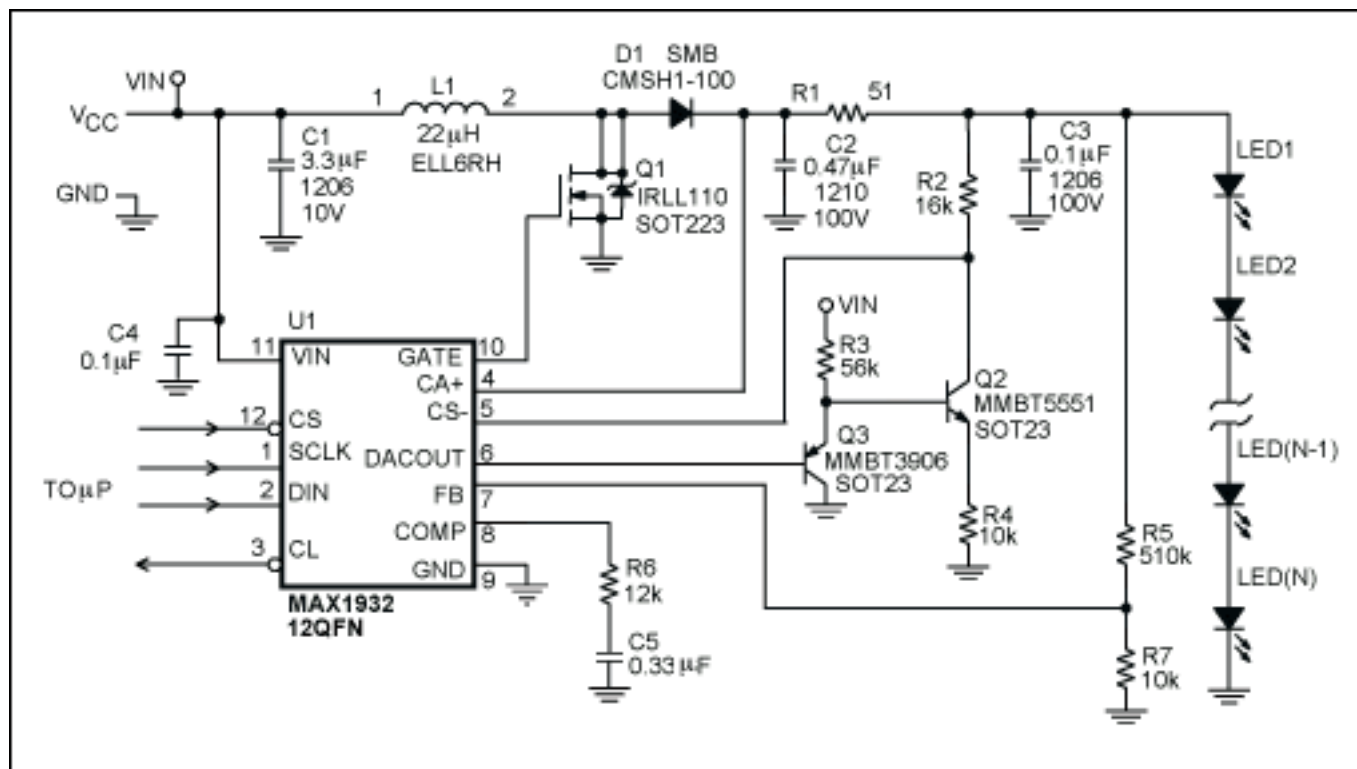 D1 SMB
CMSH1-100
VIN
VCC
GND
1
L1
2
22µH
ELL6RH
C1
3.3µF
1206
10V
Q1
IRLL110
SOT223
R1
51
C2
0.47µF
1210
100V
R2
16k
C3
0.1µF
1206
100V
LED1
LED2
LED(N-1)
LED(N)
C4
0.1µF
U1
11
VIN
12
CS
1
SCLK
2
DIN
3
CL
TOµP
GATE
10
CA+
4
CS-
5
DACOUT
6
FB
7
COMP
8
GND
9
MAX1932
12QFN
VIN
R3
56k
Q2
MMBT5551
SOT23
Q3
MMBT3906
SOT23
R4
10k
R5
510k
R6
12k
C5
0.33µF
R7
10k